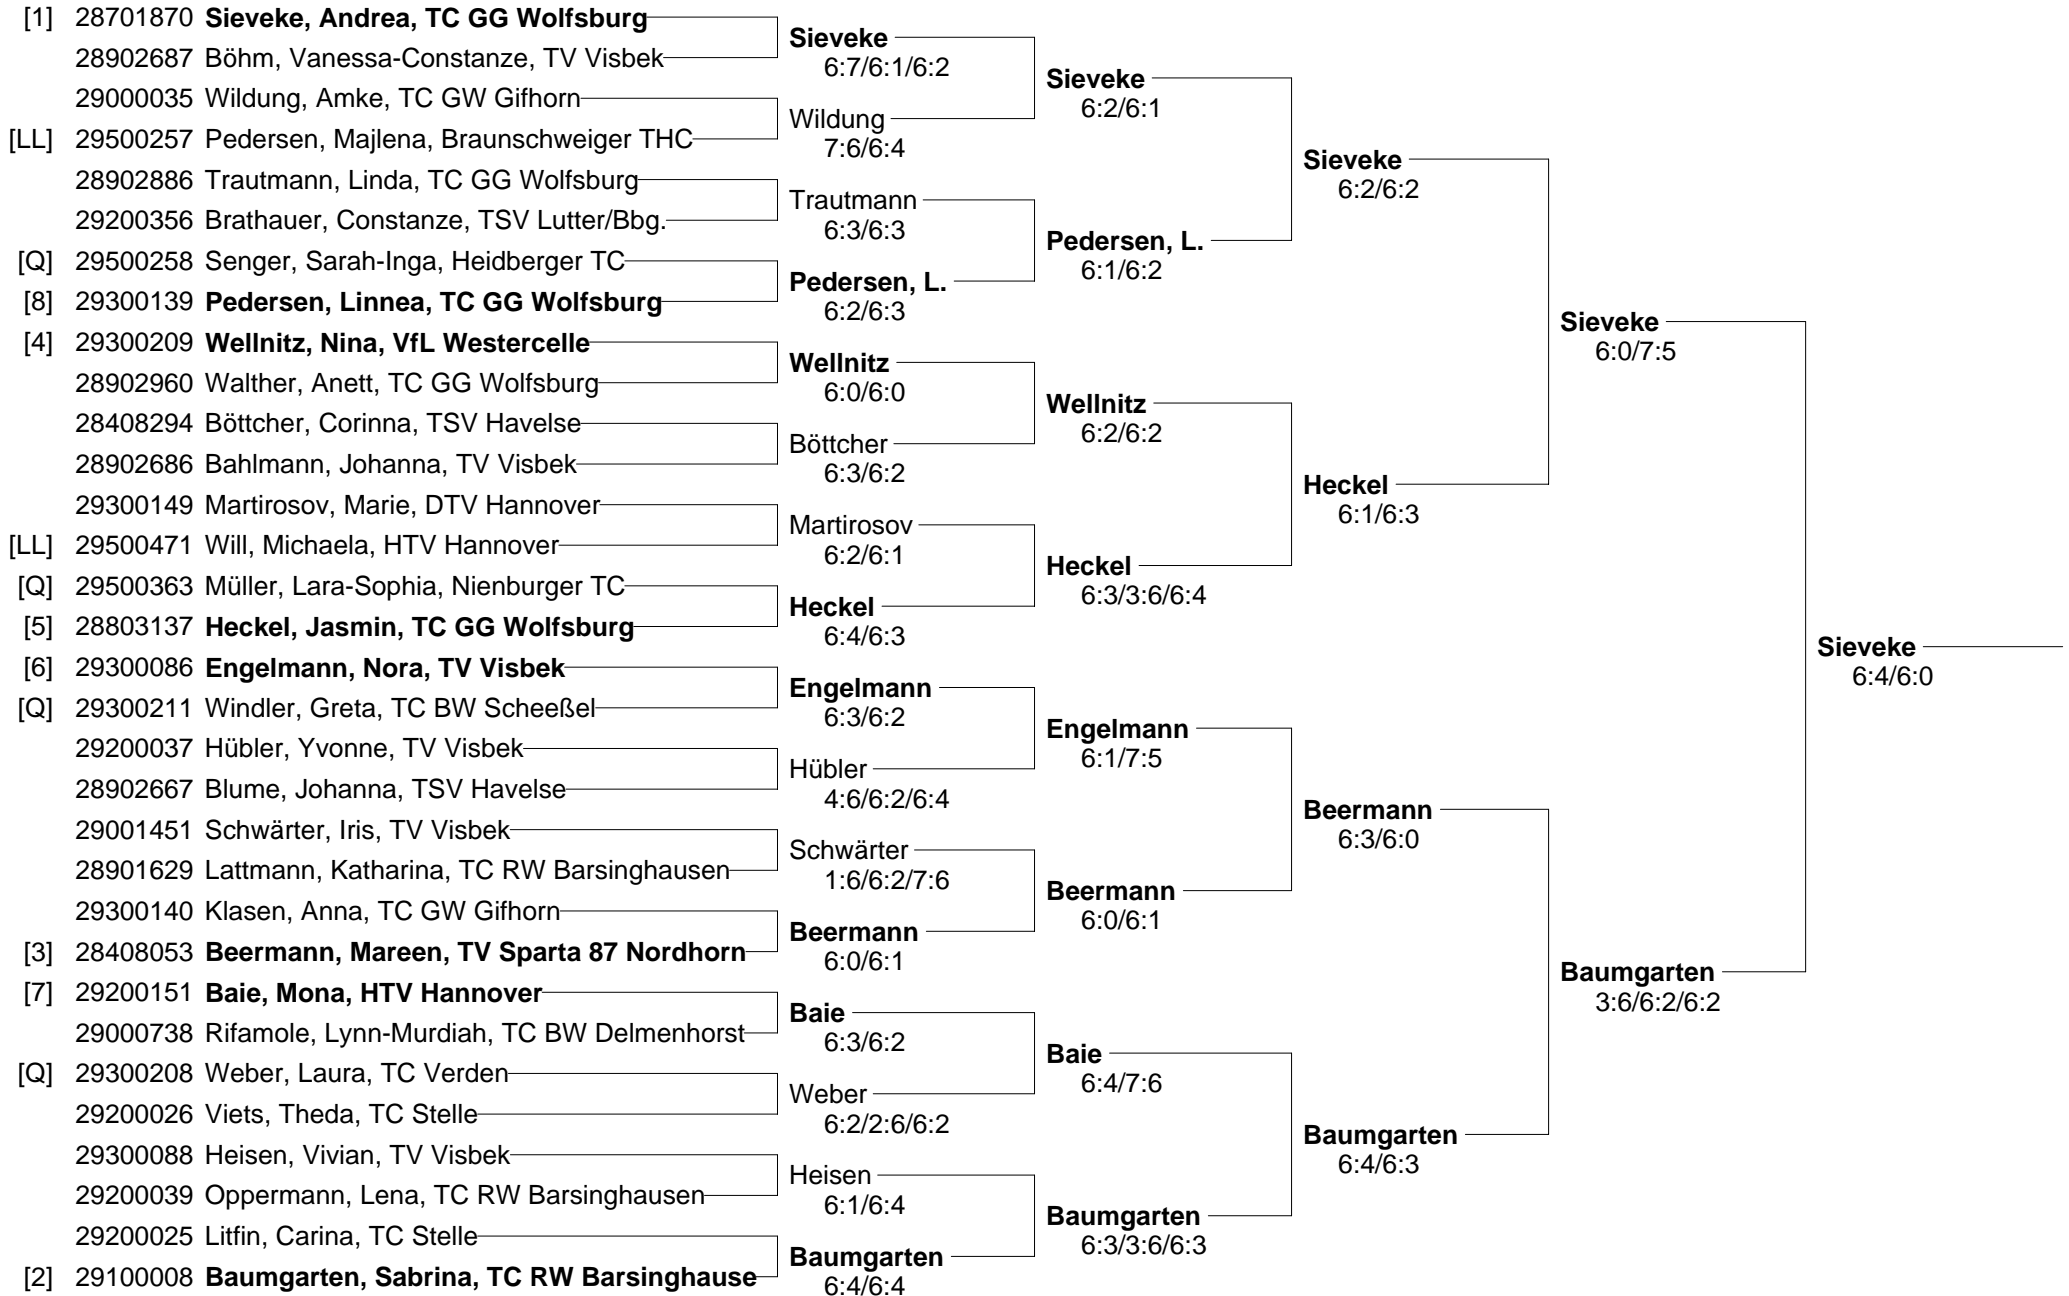 [1] 28701870 Sieveke, Andrea, TC GG Wolfsburg
28902687 Böhm, Vanessa-Constanze, TV Visbek
29000035 Wildung, Amke, TC GW Gifhorn
[LL] 29500257 Pedersen, Majlena, Braunschweiger THC
28902886 Trautmann, Linda, TC GG Wolfsburg
29200356 Brathauer, Constanze, TSV Lutter/Bbg.
[Q] 29500258 Senger, Sarah-Inga, Heidberger TC
[8] 29300139 Pedersen, Linnea, TC GG Wolfsburg
[4] 29300209 Wellnitz, Nina, VfL Westercelle
28902960 Walther, Anett, TC GG Wolfsburg
28408294 Böttcher, Corinna, TSV Havelse
28902686 Bahlmann, Johanna, TV Visbek
29300149 Martirosov, Marie, DTV Hannover
[LL] 29500471 Will, Michaela, HTV Hannover
[Q] 29500363 Müller, Lara-Sophia, Nienburger TC
[5] 28803137 Heckel, Jasmin, TC GG Wolfsburg
[6] 29300086 Engelmann, Nora, TV Visbek
[Q] 29300211 Windler, Greta, TC BW Scheeßel
29200037 Hübler, Yvonne, TV Visbek
28902667 Blume, Johanna, TSV Havelse
29001451 Schwärter, Iris, TV Visbek
28901629 Lattmann, Katharina, TC RW Barsinghausen
29300140 Klasen, Anna, TC GW Gifhorn
[3] 28408053 Beermann, Mareen, TV Sparta 87 Nordhorn
[7] 29200151 Baie, Mona, HTV Hannover
29000738 Rifamole, Lynn-Murdiah, TC BW Delmenhorst
[Q] 29300208 Weber, Laura, TC Verden
29200026 Viets, Theda, TC Stelle
29300088 Heisen, Vivian, TV Visbek
29200039 Oppermann, Lena, TC RW Barsinghausen
29200025 Litfin, Carina, TC Stelle
[2] 29100008 Baumgarten, Sabrina, TC RW Barsinghause
Sieveke
6:7/6:1/6:2
Wildung
7:6/6:4
Trautmann
6:3/6:3
Pedersen, L.
6:2/6:3
Wellnitz
6:0/6:0
Böttcher
6:3/6:2
Martirosov
6:2/6:1
Heckel
6:4/6:3
Engelmann
6:3/6:2
Hübler
4:6/6:2/6:4
Schwärter
1:6/6:2/7:6
Beermann
6:0/6:1
Baie
6:3/6:2
Weber
6:2/2:6/6:2
Heisen
6:1/6:4
Baumgarten
6:4/6:4
Sieveke
6:2/6:1
Pedersen, L.
6:1/6:2
Wellnitz
6:2/6:2
Heckel
6:3/3:6/6:4
Engelmann
6:1/7:5
Beermann
6:0/6:1
Baie
6:4/7:6
Baumgarten
6:3/3:6/6:3
Sieveke
6:2/6:2
Heckel
6:1/6:3
Beermann
6:3/6:0
Baumgarten
6:4/6:3
Sieveke
6:0/7:5
Baumgarten
3:6/6:2/6:2
Sieveke
6:4/6:0